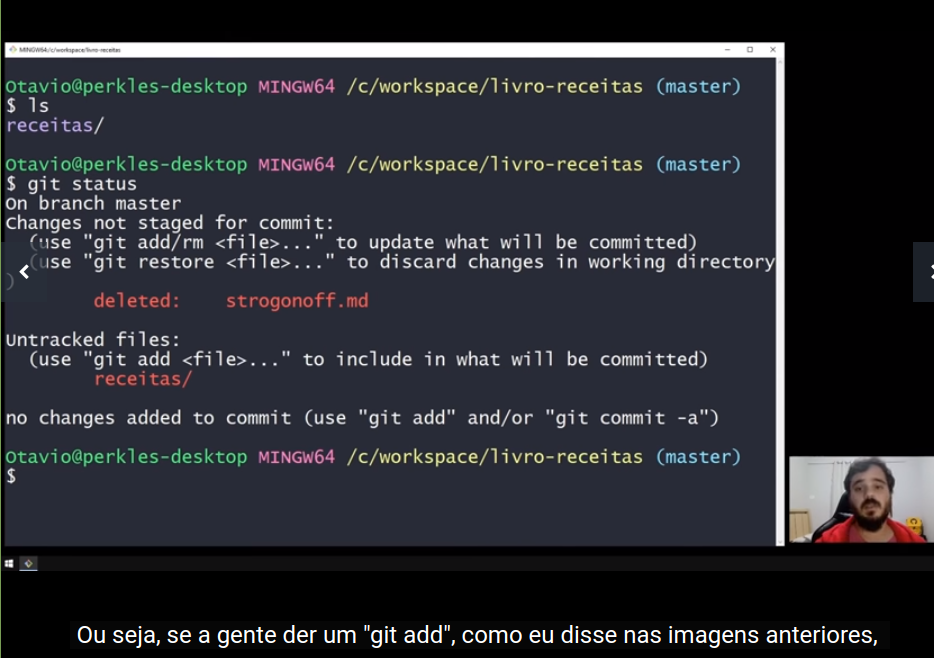 MINGW64:/c/workspace/livro-receitas
Otavio@perkles-desktop MINGW64 /c/workspace/livro-receitas (master)
$ ls
receitas/
Otavio@perkles-desktop MINGW64 /c/workspace/livro-receitas (master)
$ git status
On branch master
Changes not staged for commit:
(use "git add/rm <file>..." to update what will be committed)
(use "git restore <file>..." to discard changes in working directory
)
deleted: strogonoff.md
Untracked files:
(use "git add <file>..." to include in what will be committed)
receitas/
no changes added to commit (use "git add" and/or "git commit -a")
Otavio@perkles-desktop MINGW64 /c/workspace/livro-receitas (master)
$
Ou seja, se a gente der um "git add", como eu disse nas imagens anteriores,